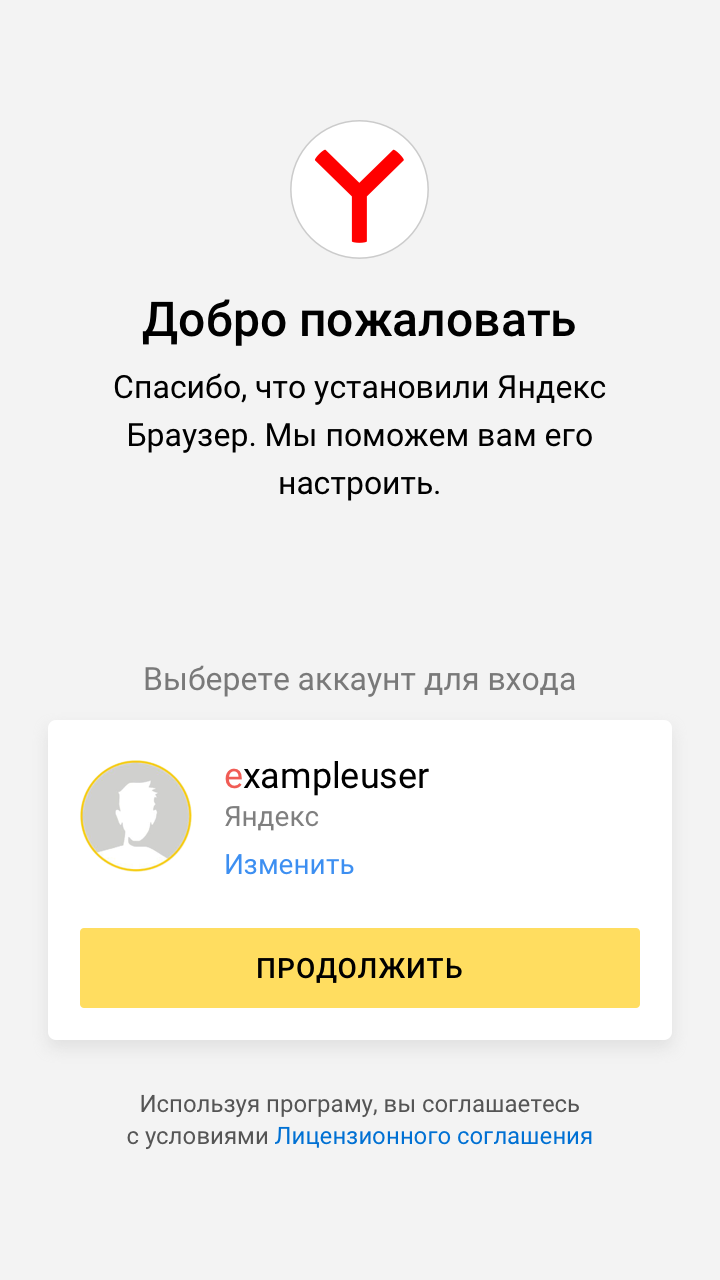 Добро пожаловать
Спасибо, что установили Яндекс
Браузер. Мы поможем вам его
настроить.
Выберете аккаунт для входа
exampleuser
Яндекс
Изменить
ПРОДОЛЖИТЬ
Используя програму, вы соглашаетесь
с условиями Лицензионного соглашения